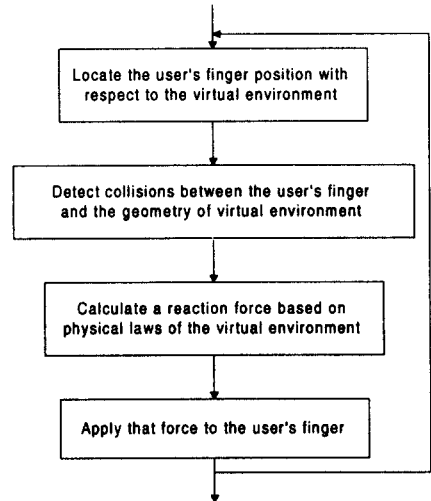 Locate the user's finger position with
respect to the virtual environment
Detect collisions between the user's finger
and the geometry of virtual environment
Calculate a reaction force based on
physical laws of the virtual environment
Apply that force to the user's finger